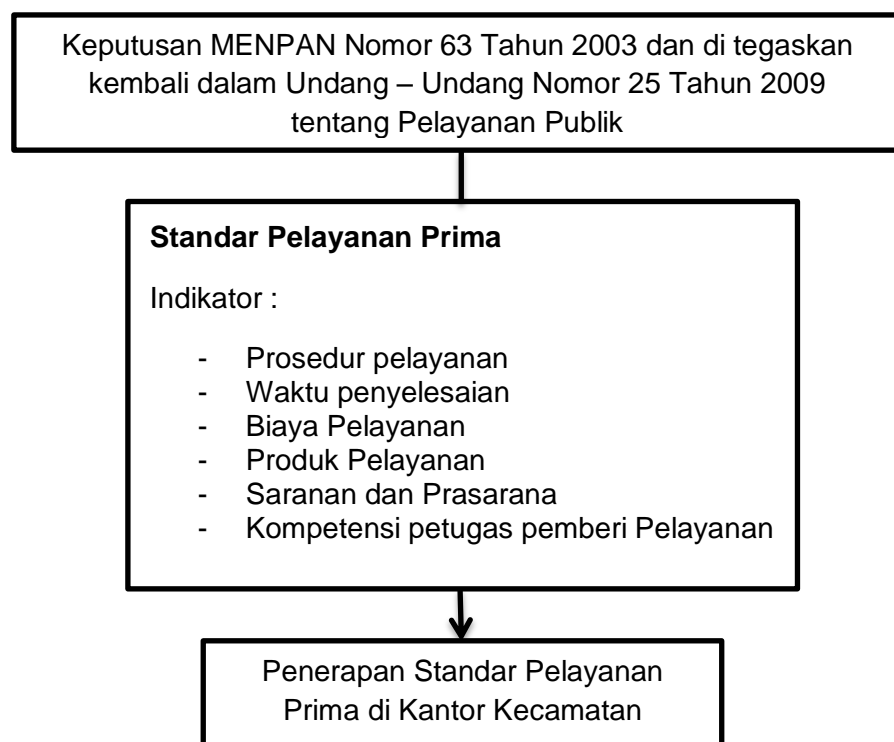 Keputusan MENPAN Nomor 63 Tahun 2003 dan di tegaskan
kembali dalam Undang – Undang Nomor 25 Tahun 2009
tentang Pelayanan Publik
Standar Pelayanan Prima
Indikator :
- Prosedur pelayanan
- Waktu penyelesaian
- Biaya Pelayanan
- Produk Pelayanan
- Saranan dan Prasarana
- Kompetensi petugas pemberi Pelayanan
Penerapan Standar Pelayanan
Prima di Kantor Kecamatan